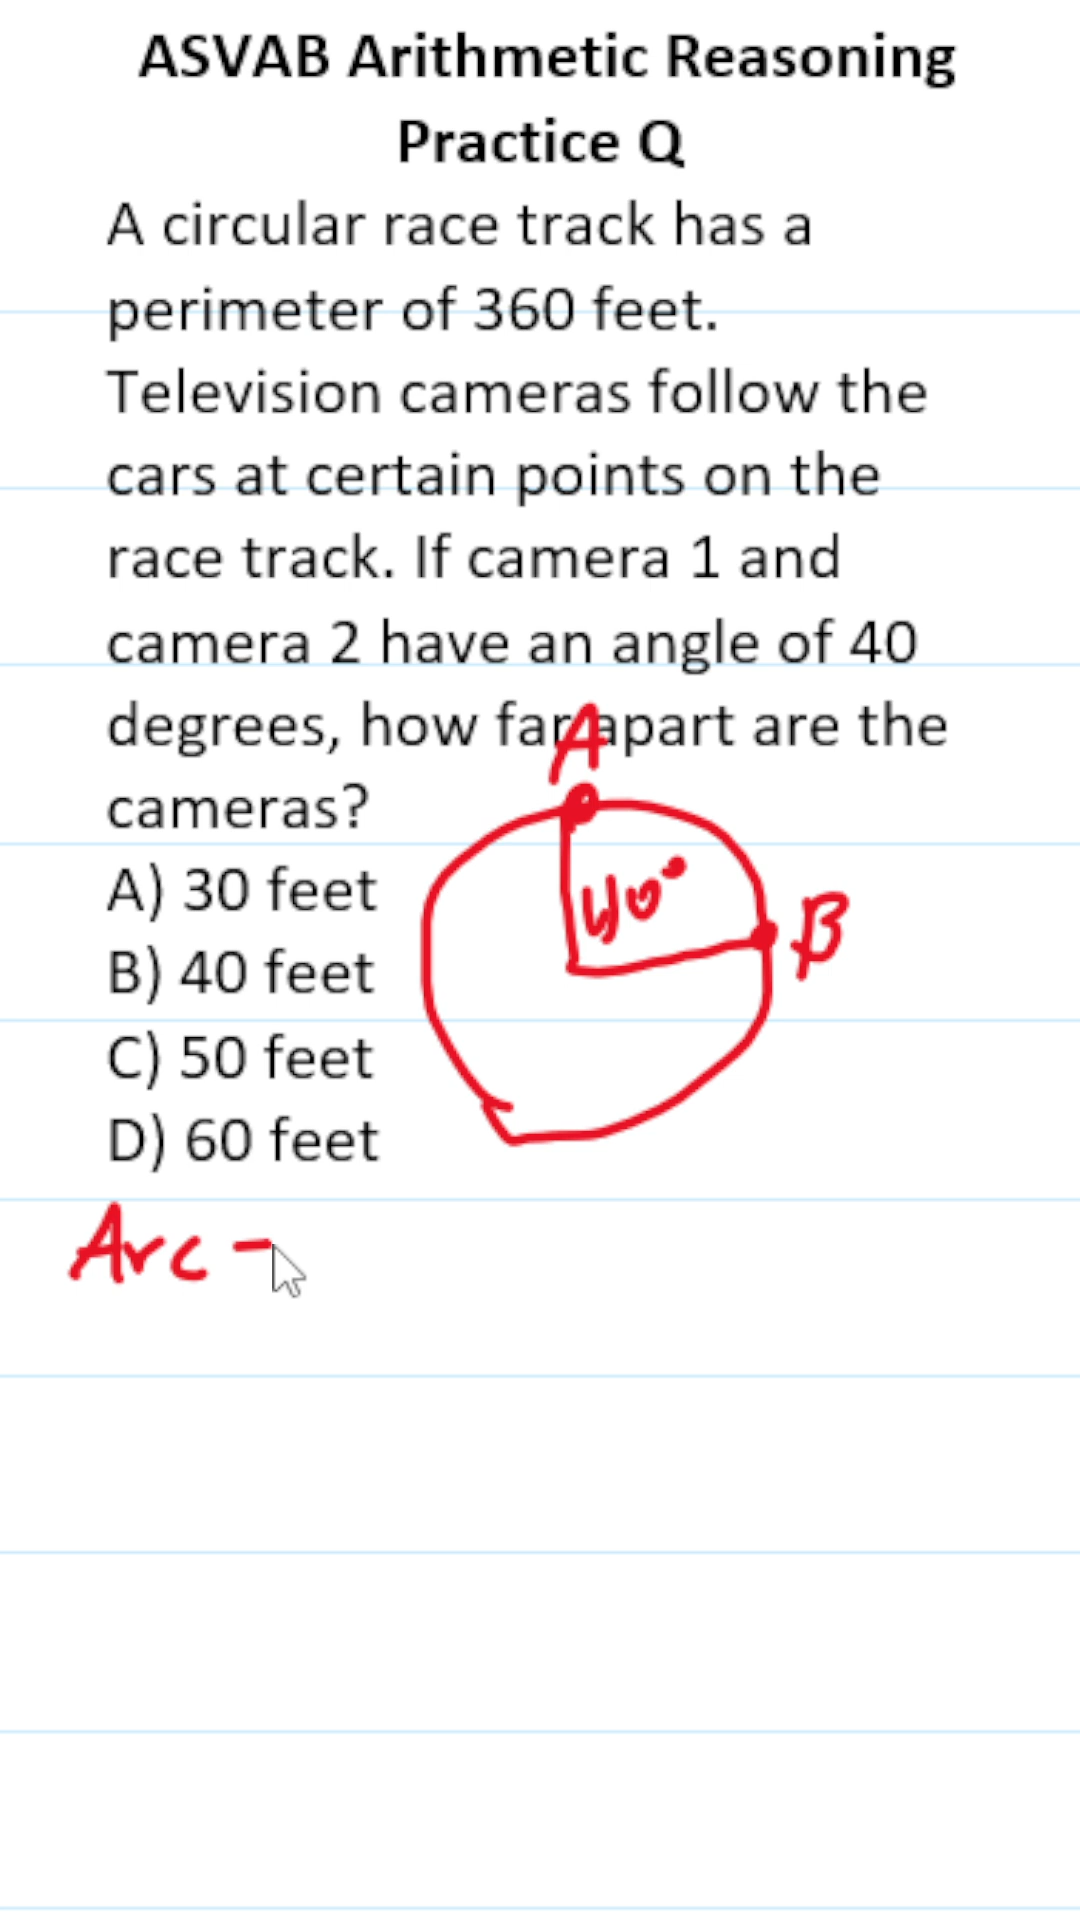 ASVAB Arithmetic Reasoning
Practice Q
A circular race track has a
perimeter of 360 feet.
Television cameras follow the
cars at certain points on the
race track. If camera 1 and
camera 2 have an angle of 40
degrees, how far apart are the
A
cameras?
A) 30 feet
40°
B
B) 40 feet
C) 50 feet
D) 60 feet
Arc -